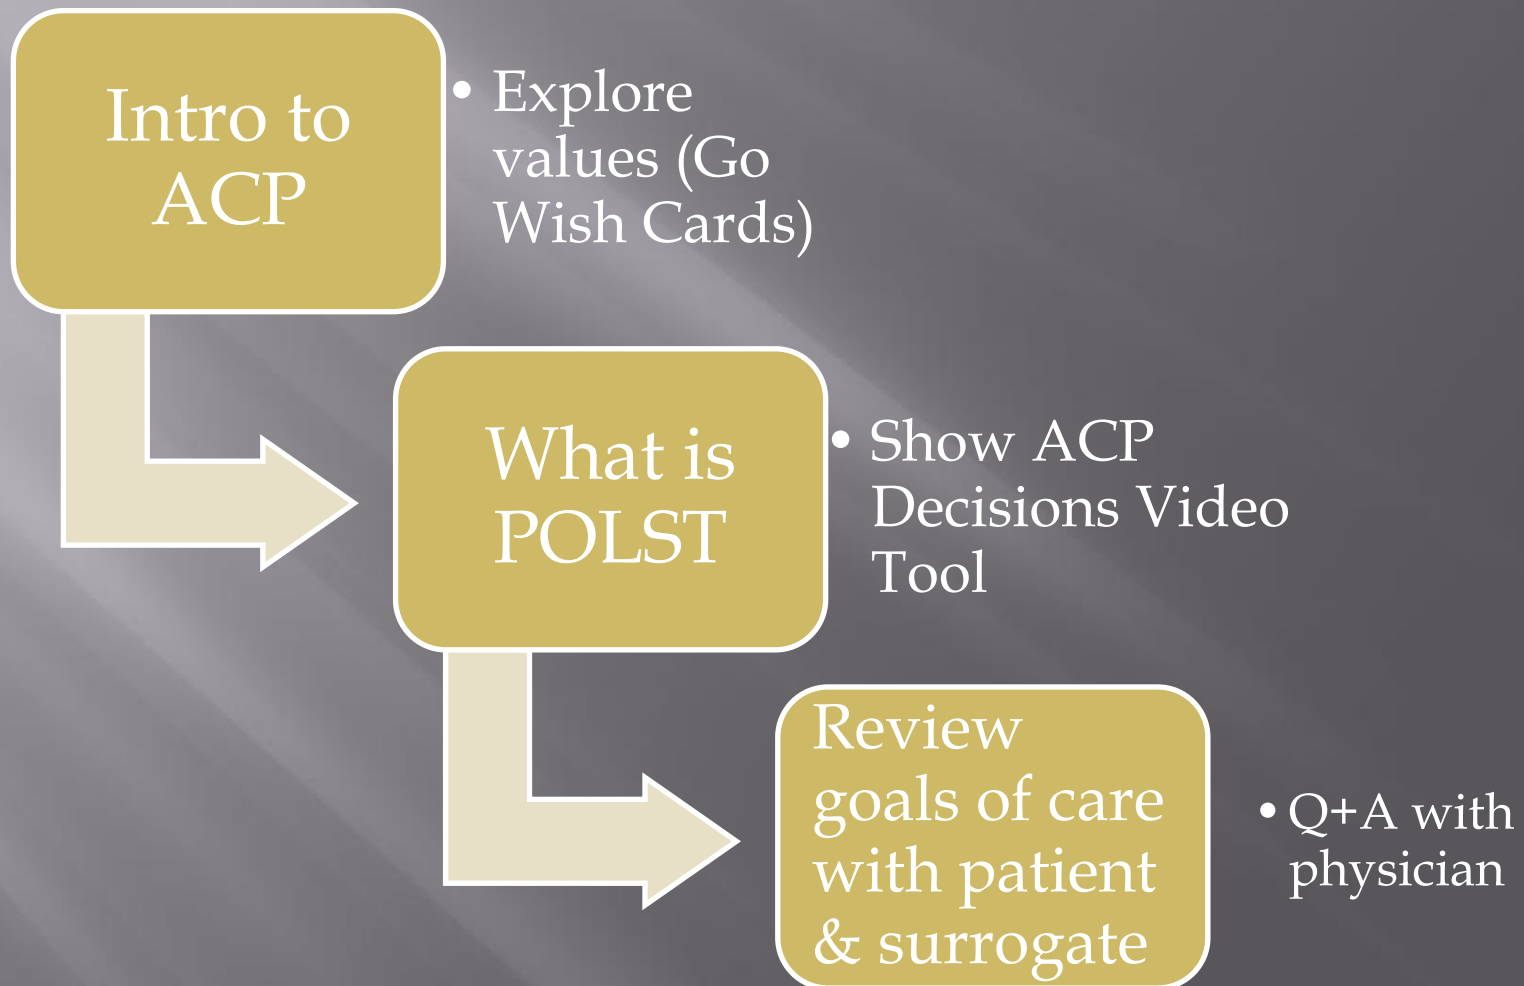 Intro to
ACP
• Explore
values (Go
Wish Cards)
What is
POLST
• Show ACP
Decisions Video
Tool
Review
goals of care
with patient
& surrogate
• Q+A with
physician